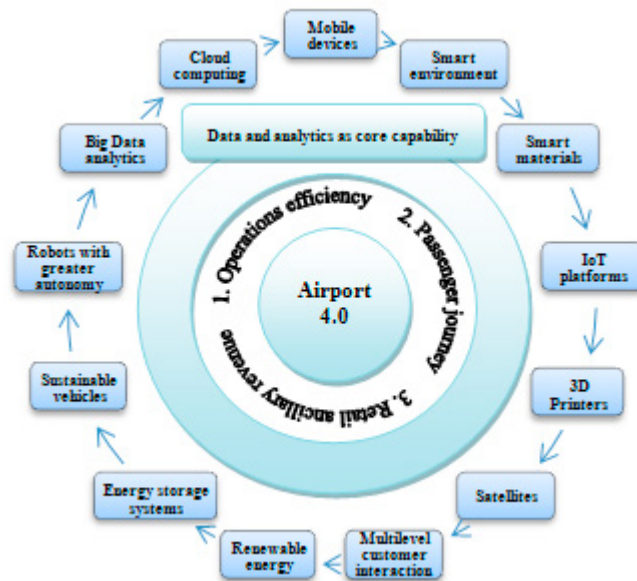 Mobile
devices
Cloud
computing
Smart
environment
Data and analytics as core capability
Big Data
analytics
Smart
materials
Robots with
greater
autonomy
IoT
platforms
Sustainable
vehicles
3D
Printers
Energy storage
systems
Satellites
Renewable
energy
Multilevel
customer
interaction
1. Operations efficiency
2. Passenger journey
3. Retail ancillary revenue
Airport
4.0